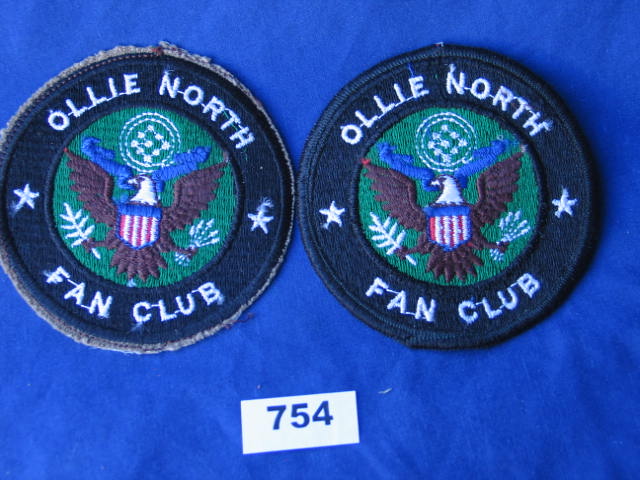 OLLIE NORTH
FAN CLUB
OLLIE NORTH
FAN CLUB
754